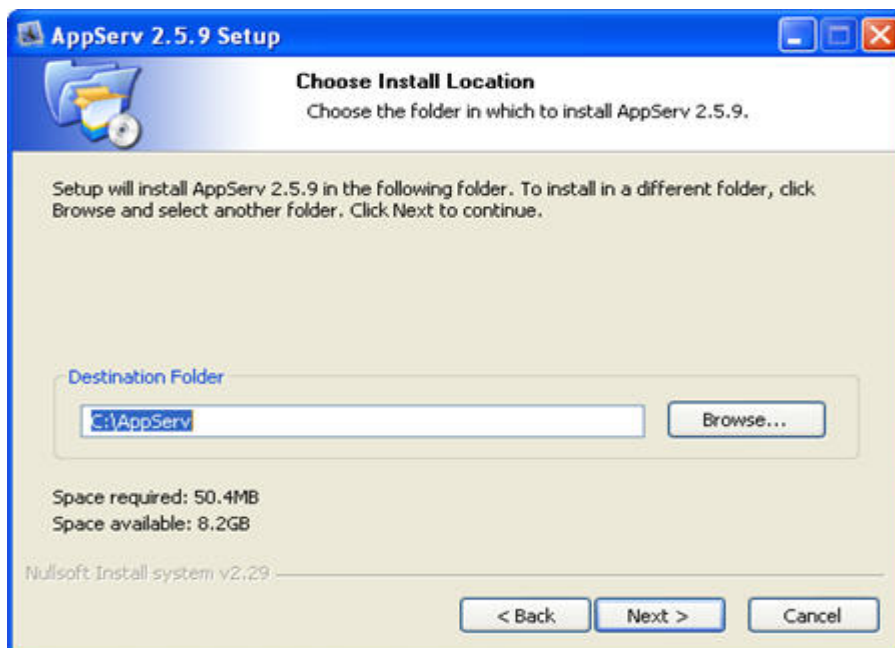 AppServ 2.5.9 Setup
Choose Install Location
Choose the folder in which to install AppServ 2.5.9.
Setup will install AppServ 2.5.9 in the following folder. To install in a different folder, click
Browse and select another folder. Click Next to continue.
Destination Folder
C:\AppServ
Browse...
Space required: 50.4MB
Space available: 8.2GB
Nullsoft Install system v2.29
< Back
Next >
Cancel